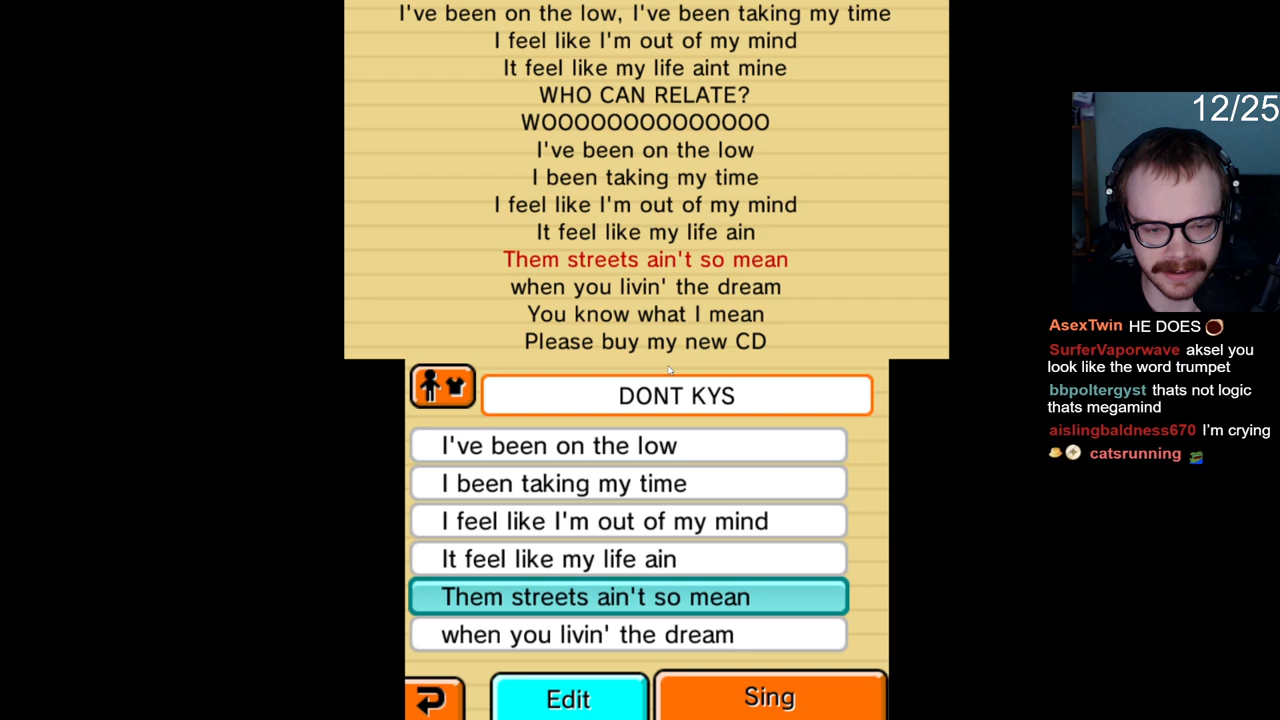 I've been on the low, I've been taking my time
I feel like I'm out of my mind
It feel like my life aint mine
WHO CAN RELATE?
WOOOOOOOOOOOOOO
I've been on the low
I been taking my time
I feel like I'm out of my mind
It feel like my life ain
Them streets ain't so mean
when you livin' the dream
You know what I mean
Please buy my new CD
DONT KYS
I've been on the low
I been taking my time
I feel like I'm out of my mind
It feel like my life ain
Them streets ain't so mean
when you livin' the dream
Edit
Sing
12/25
AsexTwin HE DOES
SurferVaporwave aksel you
look like the word trumpet
bbpoltergyst thats not logic
thats megamind
aislingbaldness670 I'm crying
catsrunning